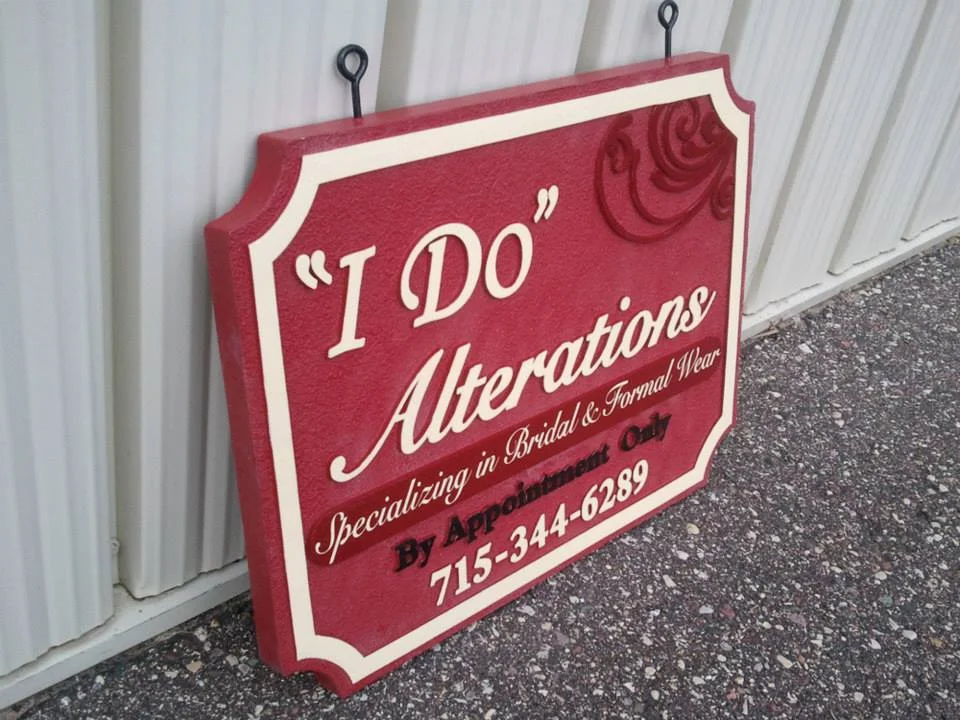 “I Do”
Alterations
Specializing in Bridal & Formal Wear
By Appointment Only
715-344-6289